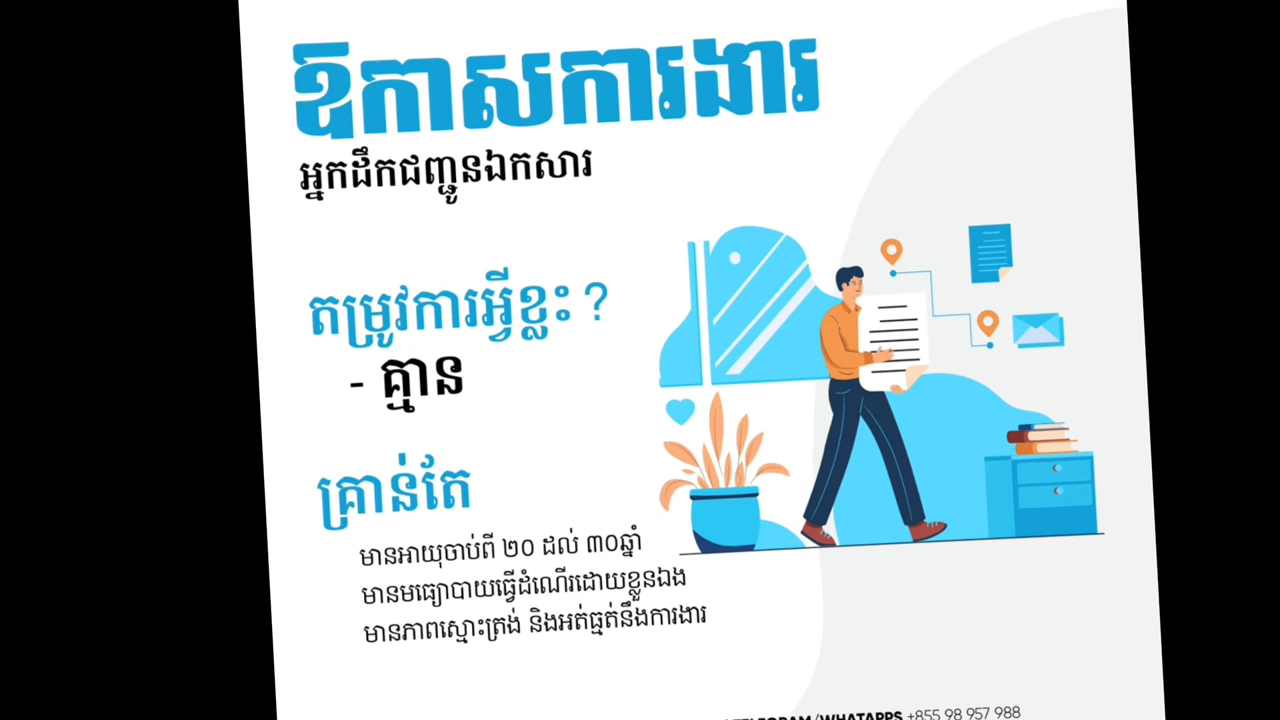 ឱកាសការងារ
អ្នកដឹកជញ្ជូនឯកសារ
តម្រូវការអ្វីខ្លះ ?
- គ្មាន
គ្រាន់តែ
មានអាយុចាប់ពី ២០ ដល់ ៣០ឆ្នាំ
មានមធ្យោបាយធ្វើដំណើរដោយខ្លួនឯង
មានភាពស្មោះត្រង់ និងអត់ធ្មត់នឹងការងារ
TELEGRAM/WHATAPPS +855 98 957 988